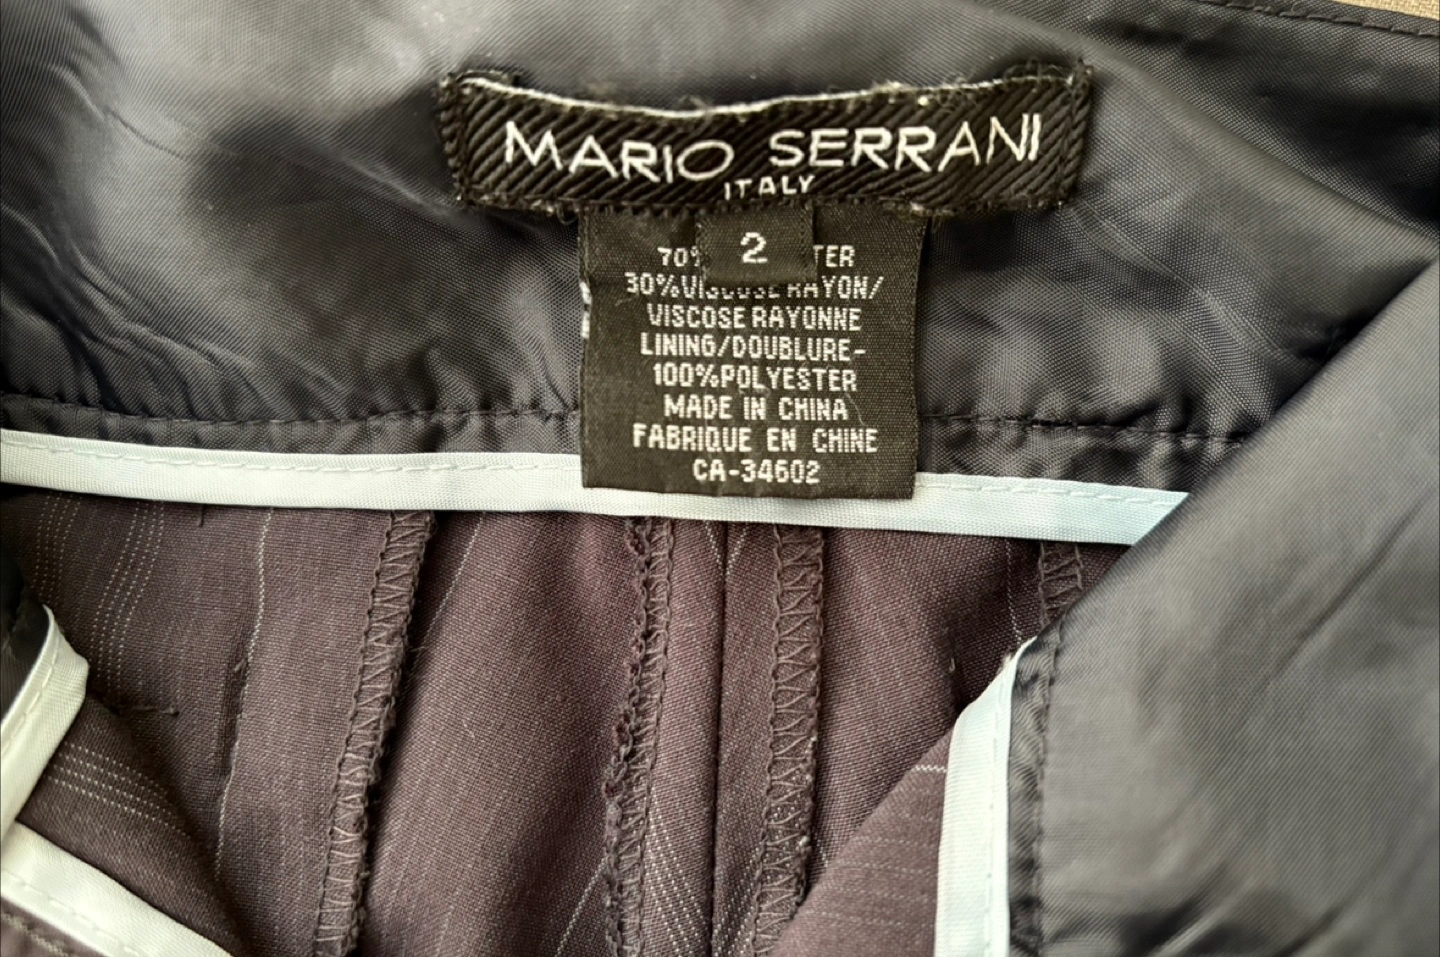 MARIO SERRANI
ITALY
2
70% TER
30%VISCOSE RAYON/
VISCOSE RAYONNE
LINING/DOUBLURE-
100%POLYESTER
MADE IN CHINA
FABRIQUE EN CHINE
CA-34602